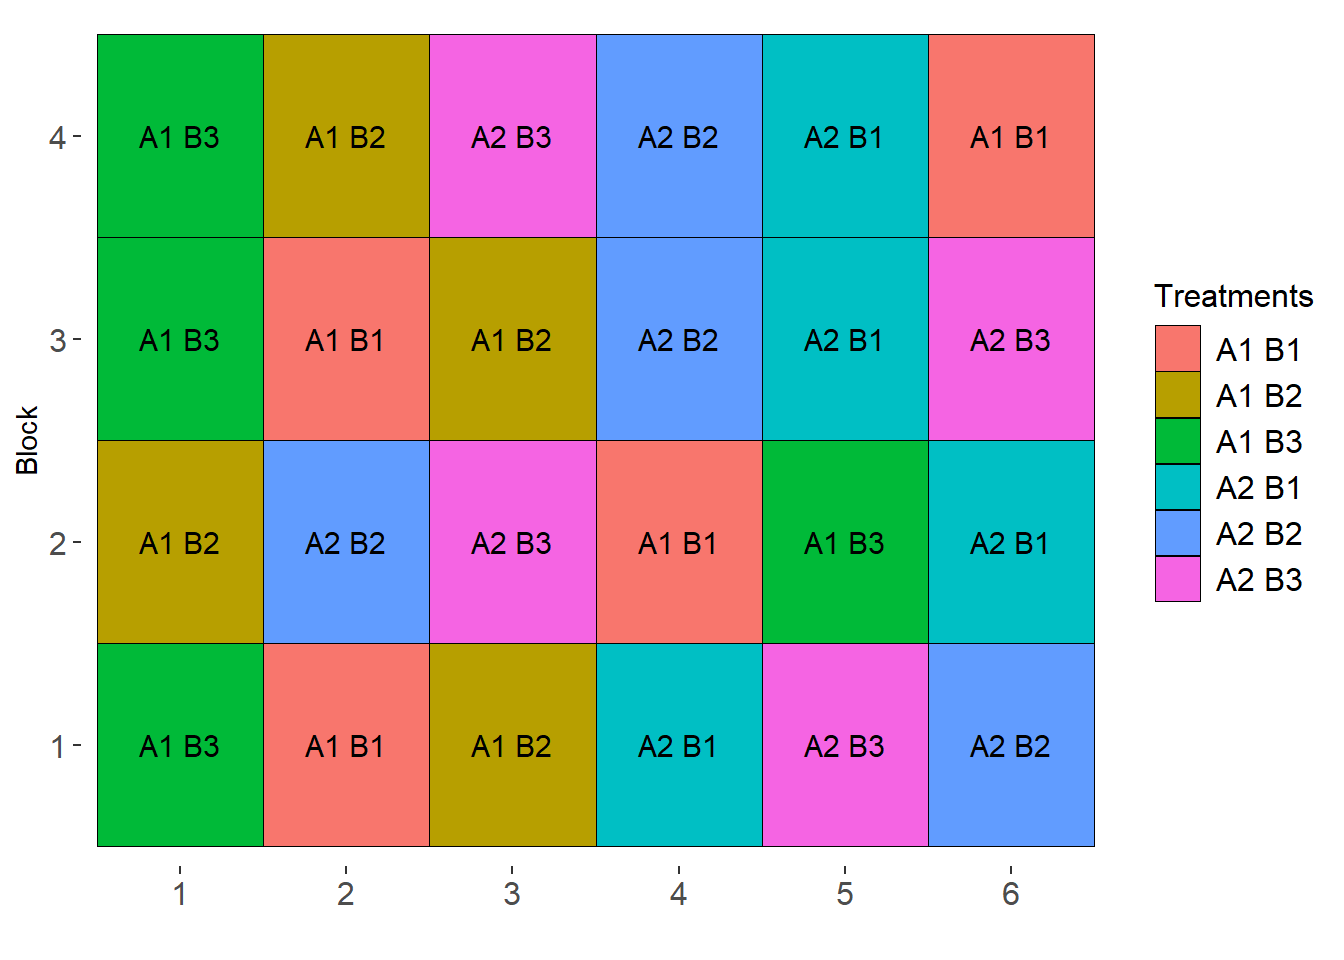 4
A1 B3 A1 B2 A2 B3 A2 B2 A2 B1 A1 B1
3
A1 B3 A1 B1 A1 B2 A2 B2 A2 B1 A2 B3
Block
2
A1 B2 A2 B2 A2 B3 A1 B1 A1 B3 A2 B1
1
A1 B3 A1 B1 A1 B2 A2 B1 A2 B3 A2 B2
1 2 3 4 5 6
Treatments
A1 B1
A1 B2
A1 B3
A2 B1
A2 B2
A2 B3